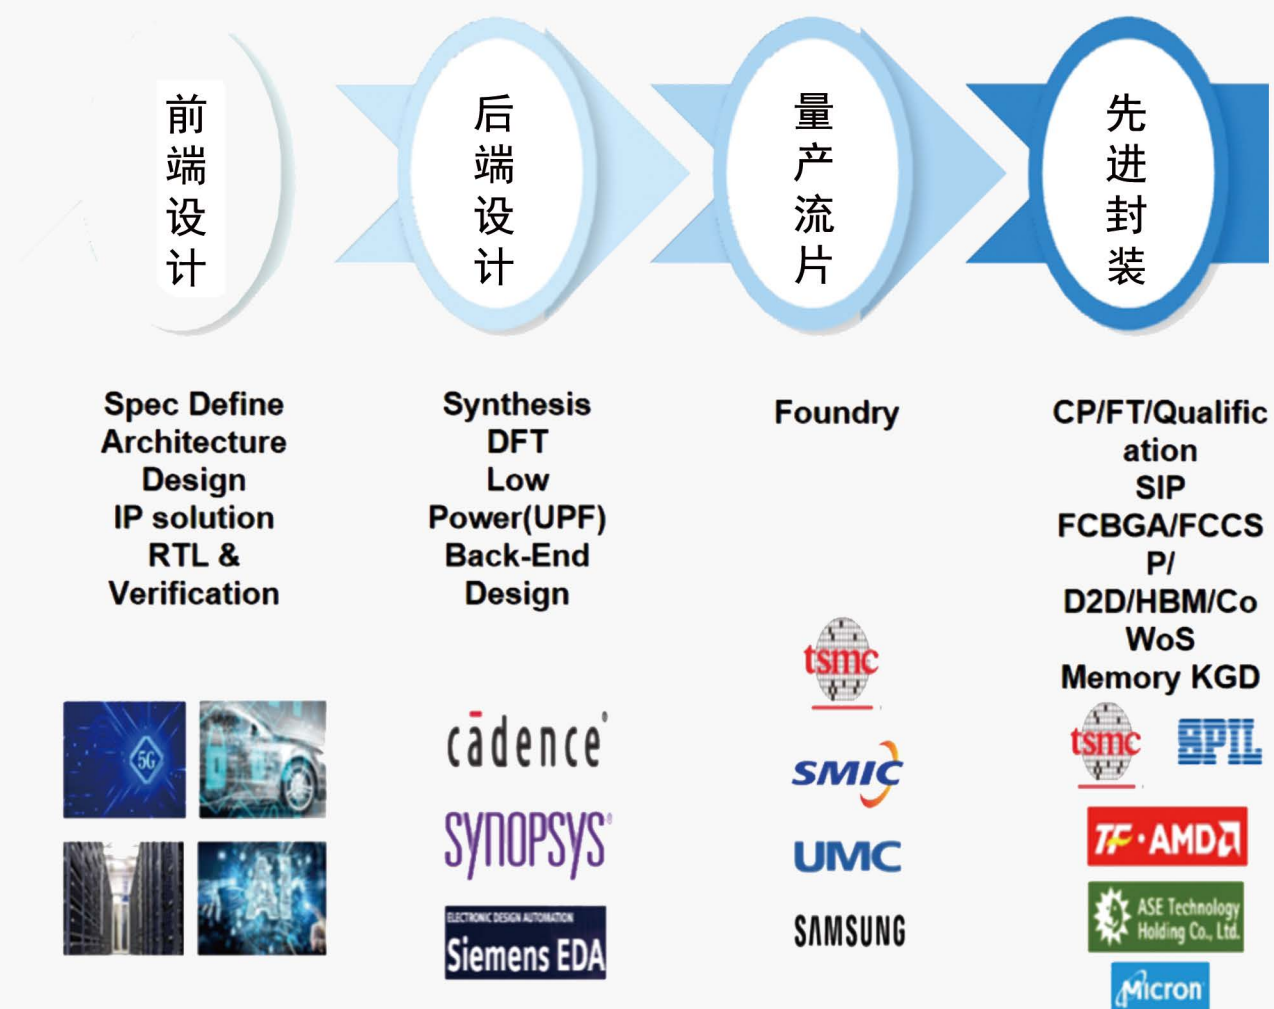 前端设计
后端设计
量产流片
先进封装
Spec Define
Architecture
Design
IP solution
RTL &
Verification
Synthesis
DFT
Low
Power(UPF)
Back-End
Design
Foundry
CP/FT/Qualific
ation
SIP
FCBGA/FCCS
P/
D2D/HBM/Co
WoS
Memory KGD
5G
AI
cādence®
SYNOPSYS®
ELECTRONIC DESIGN AUTOMATION
Siemens EDA
tsmc
SMIC
UMC
SAMSUNG
tsmc
SPIL
TF·AMD
ASE Technology
Holding Co., Ltd.
Micron